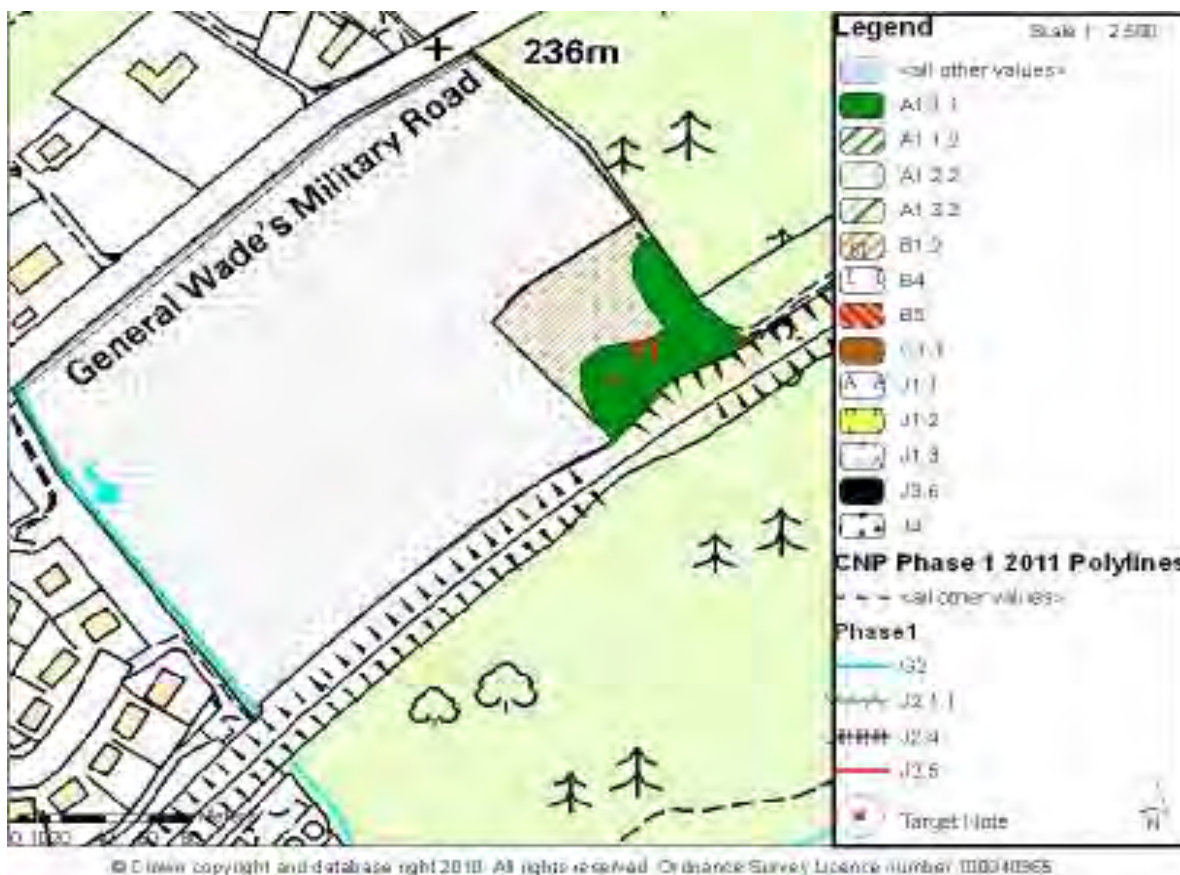 236m
General Wade's Military Road
Legend
Scale 1: 2,500
<all other values>
A1.1.1
A1.1.2
A1.2.2
A1.3.2
B1.2
B4
B5
J1.1
J1.2
J1.3
J3.6
J4
CNP Phase 1 2011 Polylines
<all other values>
Phase1
G2
J2.1.1
J2.4
J2.5
Target Note
N
© Crown copyright and database right 2010. All rights reserved. Ordnance Survey Licence number 100040965